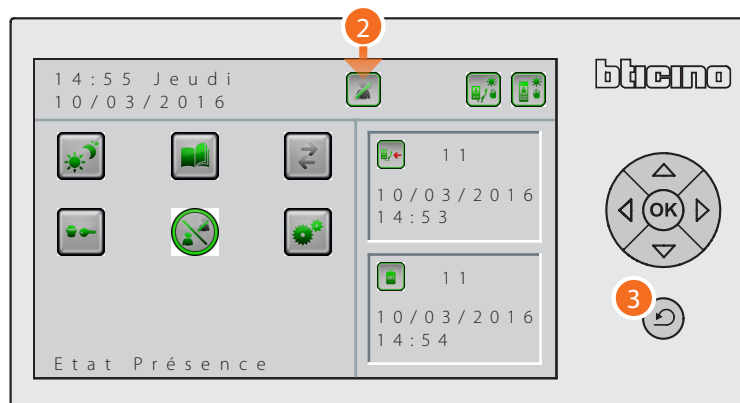 2
14:55 Jeudi
10/03/2016
bticino
11
10/03/2016
14:53
OK
11
10/03/2016
14:54
3
Etat Présence